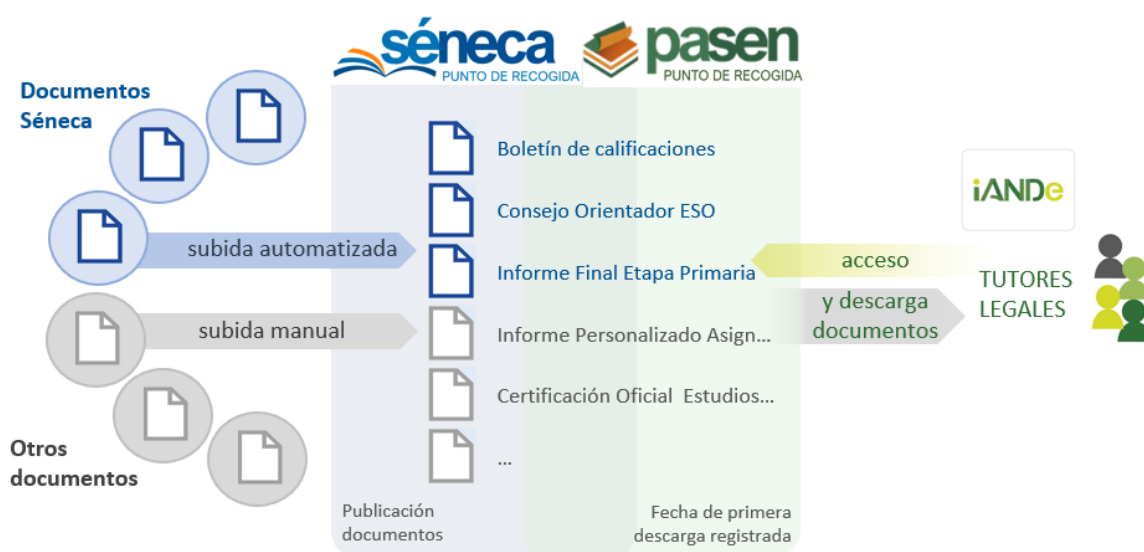 séneca
PUNTO DE RECOGIDA
pasen
PUNTO DE RECOGIDA
Documentos
Séneca
subida automatizada
subida manual
Otros
documentos
Boletín de calificaciones
Consejo Orientador ESO
Informe Final Etapa Primaria
Informe Personalizado Asign...
Certificación Oficial Estudios...
...
Publicación
documentos
Fecha de primera
descarga registrada
iANDe
acceso
y descarga
documentos
TUTORES
LEGALES